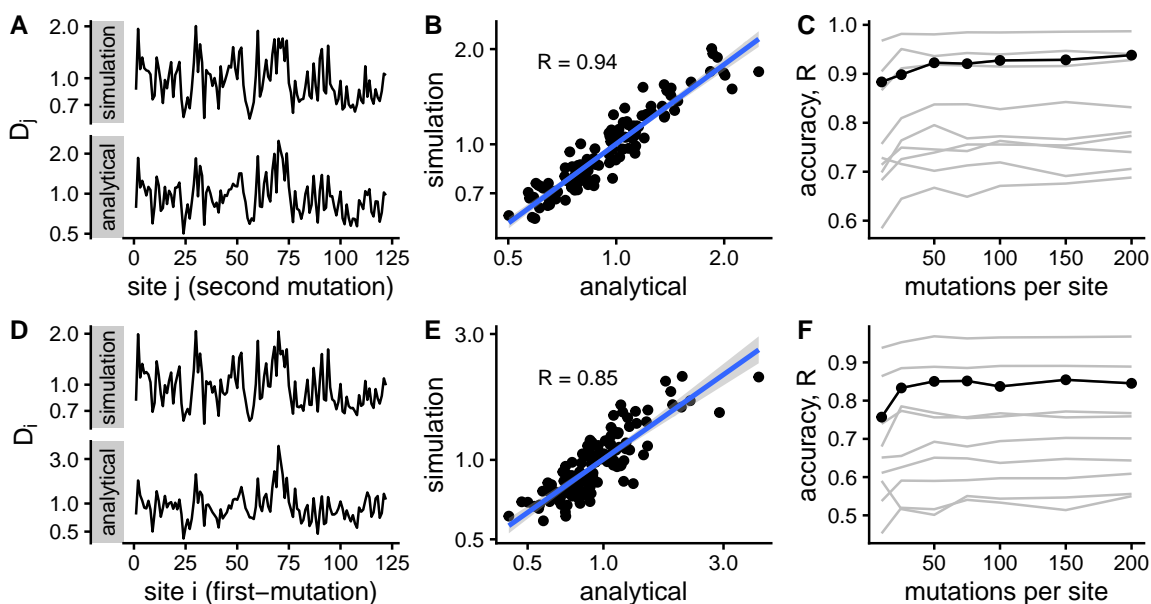 A
D_j
simulation
2.0
1.0
0.7
analytical
2.0
1.0
0.5
0 25 50 75 100 125
site j (second mutation)
B
R = 0.94
simulation
2.0
1.0
0.7
0.5 1.0 2.0
analytical
C
accuracy, R
1.0
0.9
0.8
0.7
0.6
50 100 150 200
mutations per site
D
D_i
simulation
2.0
1.0
0.7
analytical
3.0
1.0
0.5
0 25 50 75 100 125
site i (first−mutation)
E
R = 0.85
simulation
3.0
1.0
0.5
0.5 1.0 3.0
analytical
F
accuracy, R
0.9
0.8
0.7
0.6
0.5
50 100 150 200
mutations per site